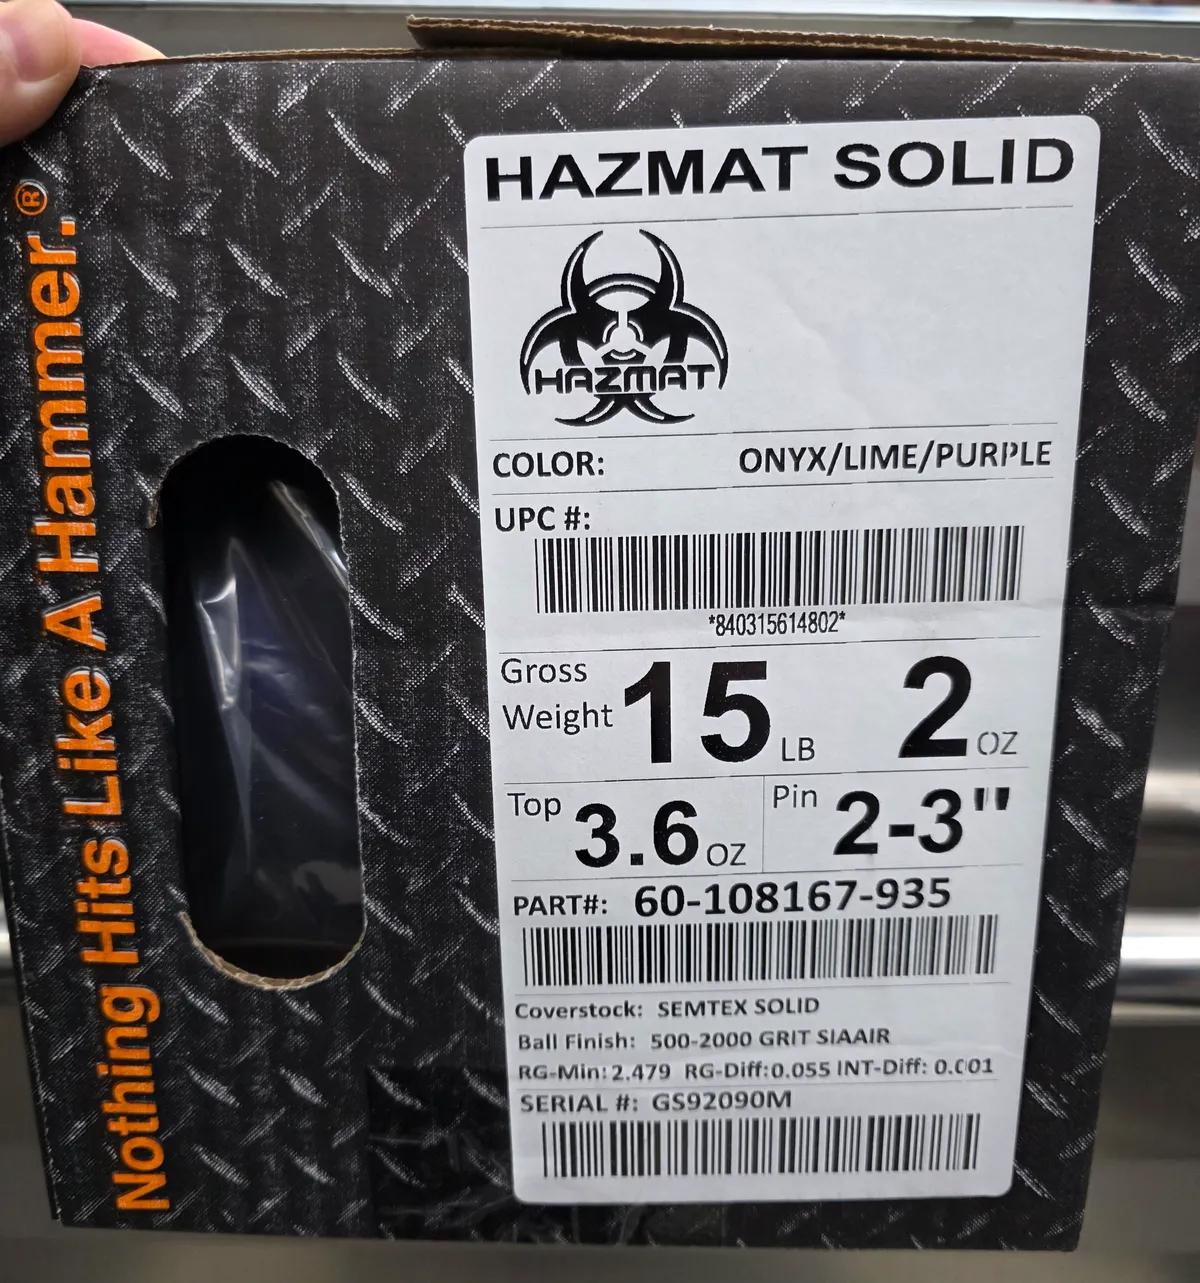 Nothing Hits Like A Hammer.®
HAZMAT SOLID
HAZMAT
COLOR: ONYX/LIME/PURPLE
UPC #:
*840315614802*
Gross Weight 15 LB 2 OZ
Top 3.6 OZ Pin 2-3"
PART#: 60-108167-935
Coverstock: SEMTEX SOLID
Ball Finish: 500-2000 GRIT SIAAIR
RG-Min: 2.479 RG-Diff: 0.055 INT-Diff: 0.001
SERIAL #: GS92090M